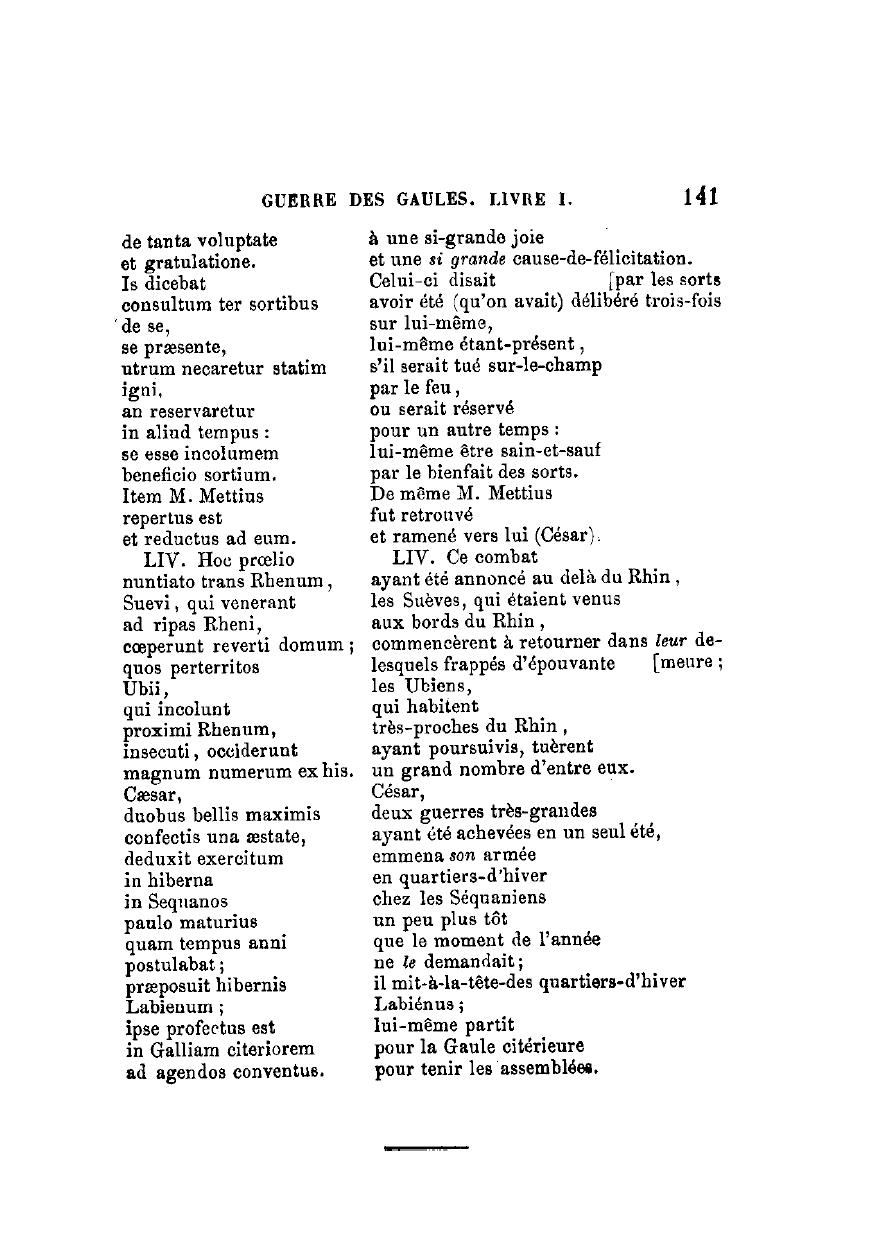 GUERRE DES GAULES. LIVRE I. 141
de tanta voluptate
et gratulatione.
Is dicebat
consultum ter sortibus
de se,
se præsente,
utrum necaretur statim
igni,
an reservaretur
in aliud tempus :
se esse incolumem
beneficio sortium.
Item M. Mettius
repertus est
et reductus ad eum.
LIV. Hoc prœlio
nuntiato trans Rhenum,
Suevi, qui venerant
ad ripas Rheni,
cœperunt reverti domum ;
quos perterritos
Ubii,
qui incolunt
proximi Rhenum,
insecuti, occiderunt
magnum numerum ex his.
Cæsar,
duobus bellis maximis
confectis una æstate,
deduxit exercitum
in hiberna
in Sequanos
paulo maturius
quam tempus anni
postulabat ;
præposuit hibernis
Labienum ;
ipse profectus est
in Galliam citeriorem
ad agendos conventus.
à une si-grande joie
et une si grande cause-de-félicitation.
Celui-ci disait [par les sorts
avoir été (qu'on avait) délibéré trois-fois
sur lui-même,
lui-même étant-présent,
s'il serait tué sur-le-champ
par le feu,
ou serait réservé
pour un autre temps :
lui-même être sain-et-sauf
par le bienfait des sorts.
De même M. Mettius
fut retrouvé
et ramené vers lui (César).
LIV. Ce combat
ayant été annoncé au delà du Rhin,
les Suèves, qui étaient venus
aux bords du Rhin,
commencèrent à retourner dans leur de-
lesquels frappés d'épouvante [meure ;
les Ubiens,
qui habitent
très-proches du Rhin,
ayant poursuivis, tuèrent
un grand nombre d'entre eux.
César,
deux guerres très-grandes
ayant été achevées en un seul été,
emmena son armée
en quartiers-d'hiver
chez les Séquaniens
un peu plus tôt
que le moment de l'année
ne le demandait ;
il mit-à-la-tête-des quartiers-d'hiver
Labiénus ;
lui-même partit
pour la Gaule citérieure
pour tenir les assemblées.